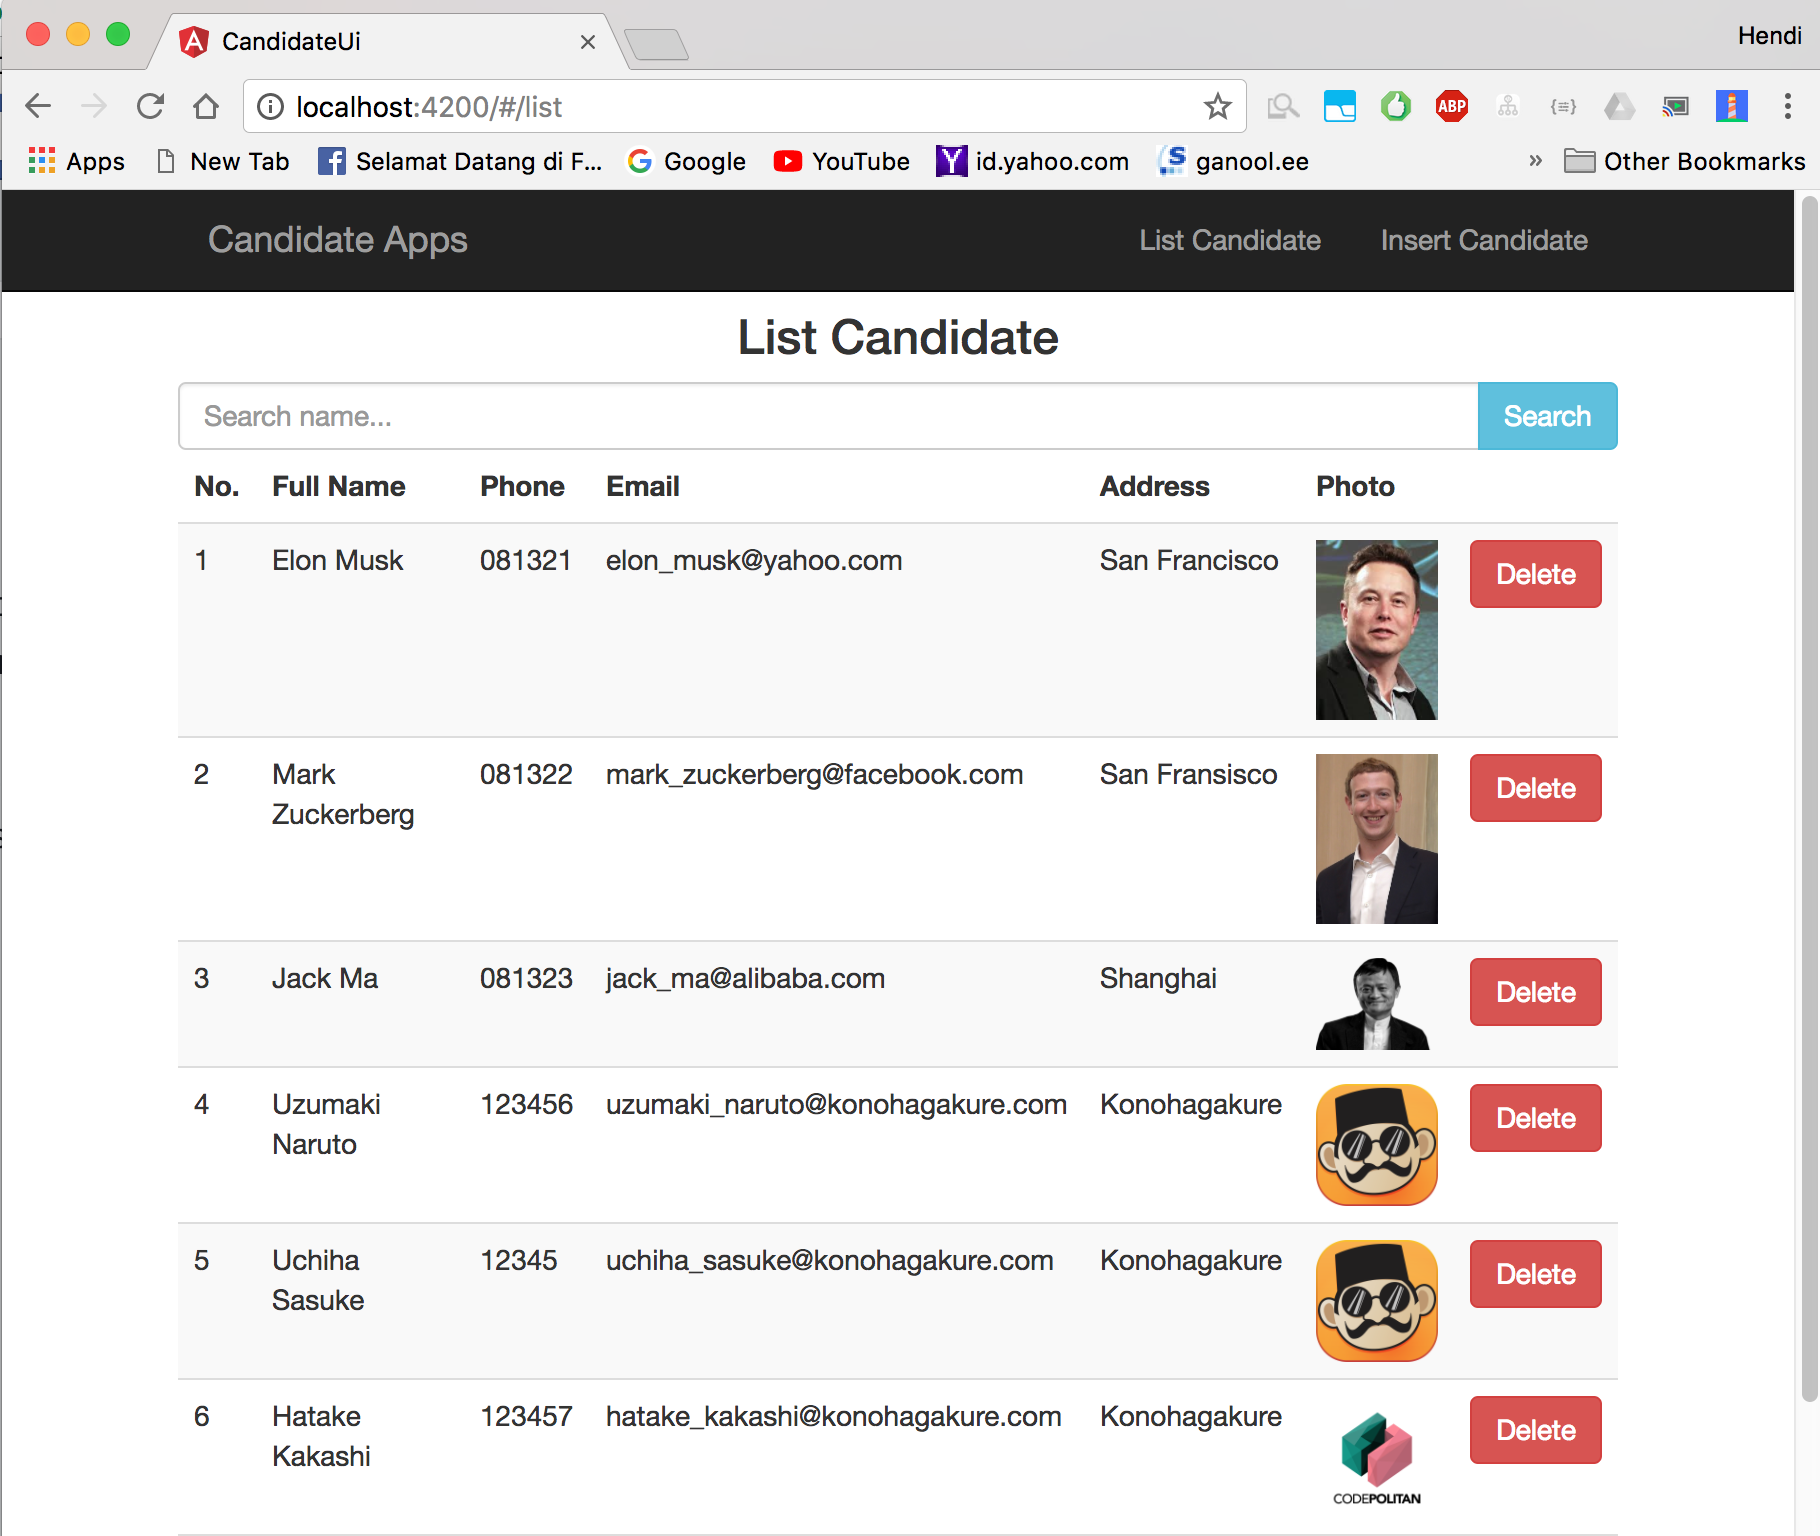 CandidateUi
Hendi
localhost:4200/#/list
ABP
Apps New Tab Selamat Datang di F... Google YouTube id.yahoo.com ganool.ee » Other Bookmarks
Candidate Apps List Candidate Insert Candidate
List Candidate
Search name... Search
No. Full Name Phone Email Address Photo
1 Elon Musk 081321 elon_musk@yahoo.com San Francisco Delete
2 Mark 081322 mark_zuckerberg@facebook.com San Fransisco Delete
Zuckerberg
3 Jack Ma 081323 jack_ma@alibaba.com Shanghai Delete
4 Uzumaki 123456 uzumaki_naruto@konohagakure.com Konohagakure Delete
Naruto
5 Uchiha 12345 uchiha_sasuke@konohagakure.com Konohagakure Delete
Sasuke
6 Hatake 123457 hatake_kakashi@konohagakure.com Konohagakure Delete
Kakashi
CODEPOLITAN